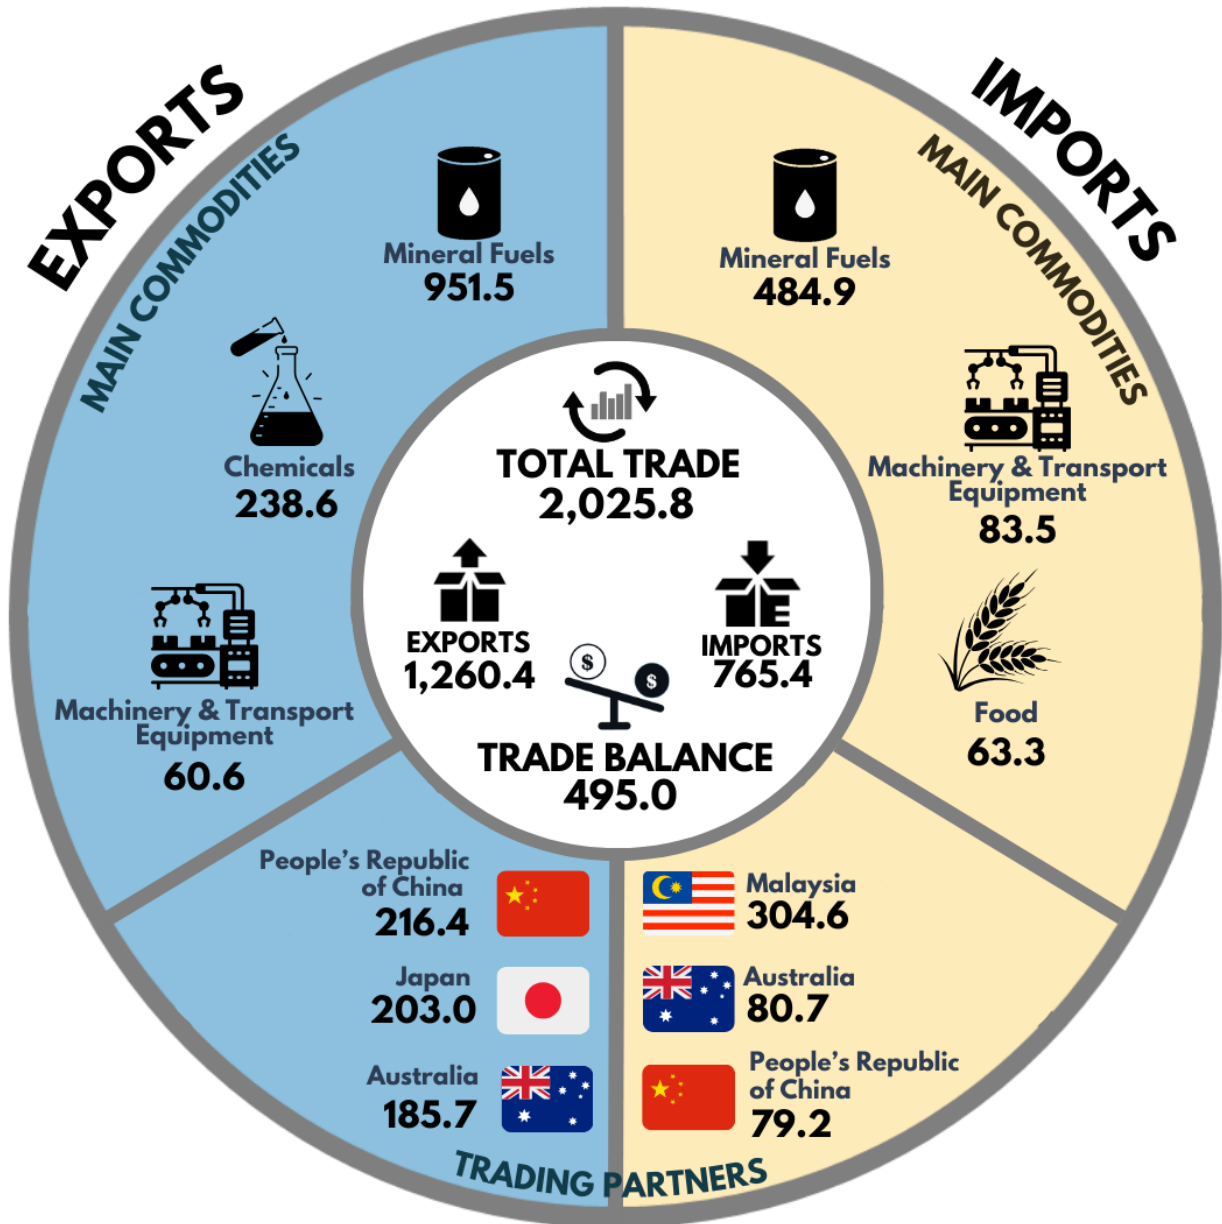 EXPORTS
MAIN COMMODITIES
Mineral Fuels
951.5
Chemicals
238.6
Machinery & Transport
Equipment
60.6
IMPORTS
MAIN COMMODITIES
Mineral Fuels
484.9
Machinery & Transport
Equipment
83.5
Food
63.3
TOTAL TRADE
2,025.8
EXPORTS
1,260.4
IMPORTS
765.4
$
$
TRADE BALANCE
495.0
People's Republic
of China
216.4
Japan
203.0
Australia
185.7
Malaysia
304.6
Australia
80.7
People's Republic
of China
79.2
TRADING PARTNERS